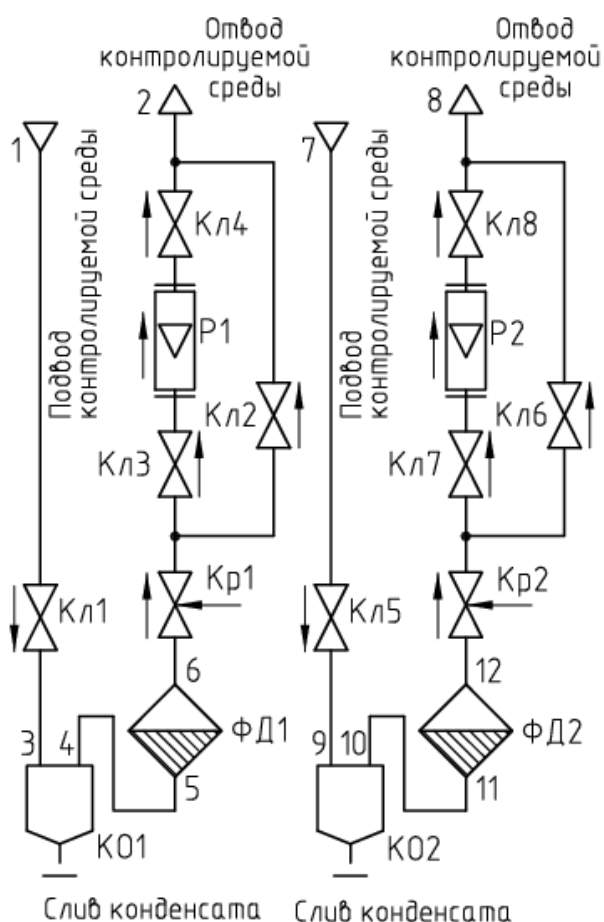 Отвод
контролируемой
среды
Отвод
контролируемой
среды
1
2
7
8
Подвод
контролируемой среды
Подвод
контролируемой среды
Кл4
Кл8
Р1
Р2
Кл2
Кл6
Кл3
Кл7
Кр1
Кр2
Кл1
Кл5
6
12
ФД1
ФД2
3
4
9
10
5
11
КО1
КО2
Слив конденсата
Слив конденсата